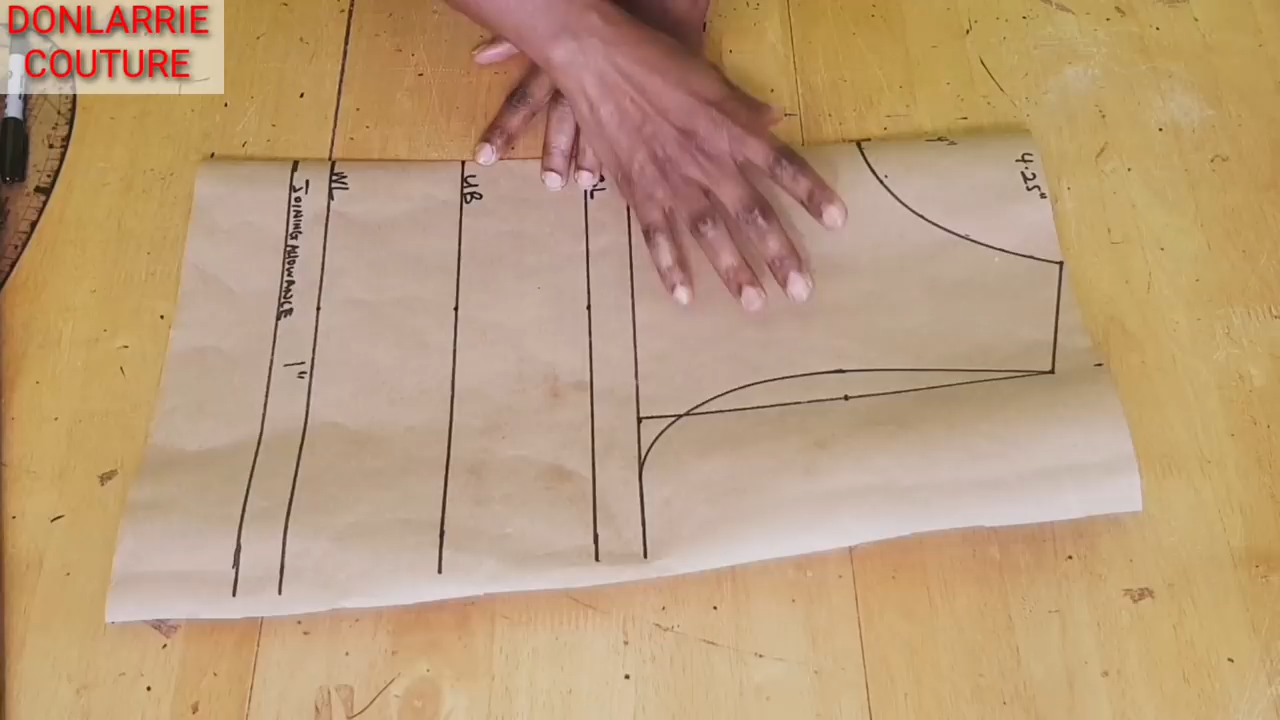 DONLARRIE
COUTURE
4.25"
WL
UB
JOINING ALLOWANCE
1"